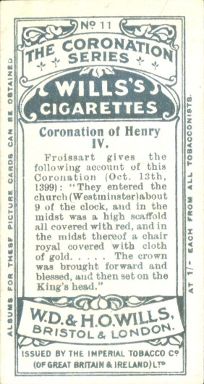 No 11
THE CORONATION
SERIES
WILLS'S
CIGARETTES
Coronation of Henry
IV.
Froissart gives the
following account of this
Coronation (Oct. 13th,
1399): "They entered the
church (Westminster) about
9 of the clock, and in the
midst was a high scaffold
all covered with red, and in
the midst thereof a chair
royal covered with cloth
of gold. . . . . The crown
was brought forward and
blessed, and then set on the
King's head."
W.D. & H.O. WILLS,
BRISTOL & LONDON.
ISSUED BY THE IMPERIAL TOBACCO Co
(OF GREAT BRITAIN & IRELAND) LTD
ALBUMS FOR THESE PICTURE CARDS CAN BE OBTAINED
AT 1/- EACH FROM ALL TOBACCONISTS.